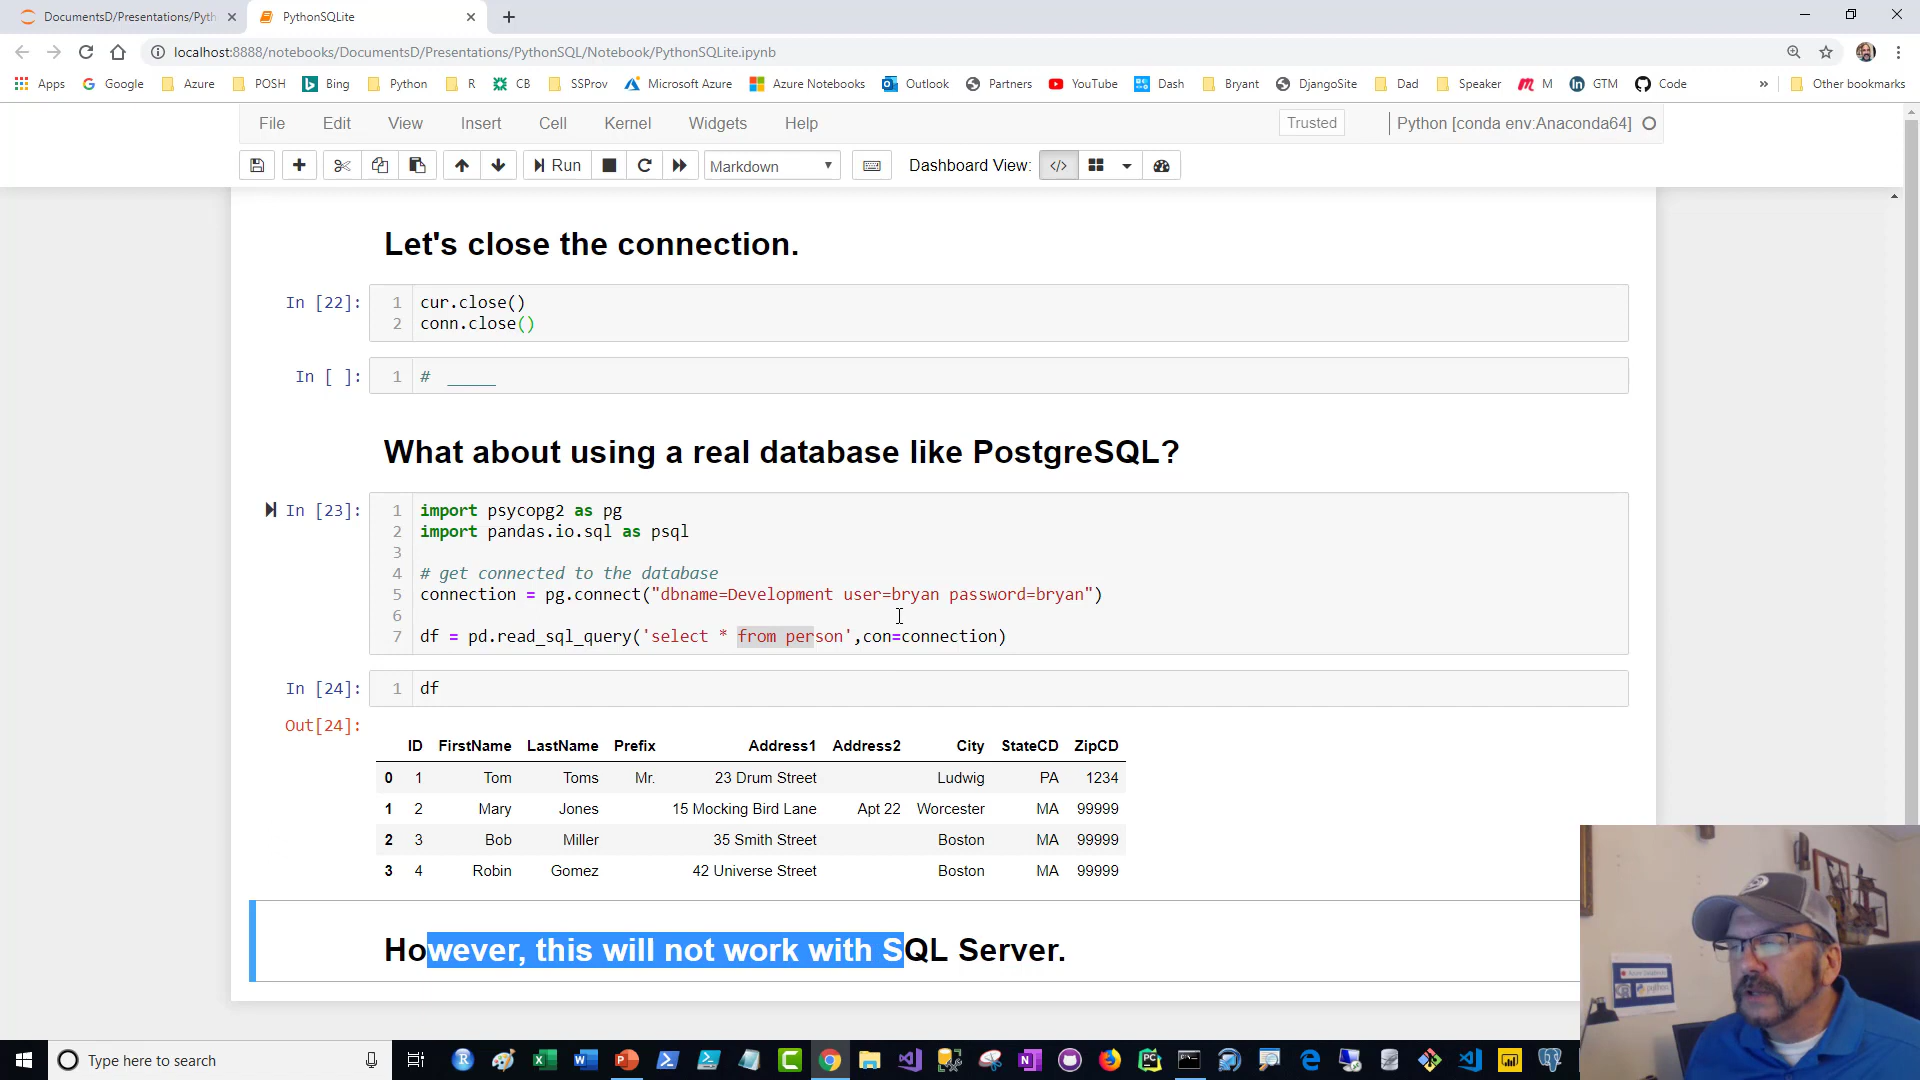 DocumentsD/Presentations/Pyth
PythonSQLite
localhost:8888/notebooks/DocumentsD/Presentations/PythonSQL/Notebook/PythonSQLite.ipynb
Apps Google Azure POSH Bing Python R CB SSProv Microsoft Azure Azure Notebooks Outlook Partners YouTube Dash Bryant DjangoSite Dad Speaker M GTM Code » Other bookmarks
File Edit View Insert Cell Kernel Widgets Help Trusted Python [conda env:Anaconda64]
Run Markdown Dashboard View:
Let's close the connection.
In [22]: 1 cur.close()
2 conn.close()
In [ ]: 1 # _____
What about using a real database like PostgreSQL?
In [23]: 1 import psycopg2 as pg
2 import pandas.io.sql as psql
3
4 # get connected to the database
5 connection = pg.connect("dbname=Development user=bryan password=bryan")
6
7 df = pd.read_sql_query('select * from person',con=connection)
In [24]: 1 df
Out[24]:
ID FirstName LastName Prefix Address1 Address2 City StateCD ZipCD
0 1 Tom Toms Mr. 23 Drum Street Ludwig PA 1234
1 2 Mary Jones 15 Mocking Bird Lane Apt 22 Worcester MA 99999
2 3 Bob Miller 35 Smith Street Boston MA 99999
3 4 Robin Gomez 42 Universe Street Boston MA 99999
However, this will not work with SQL Server.
Type here to search